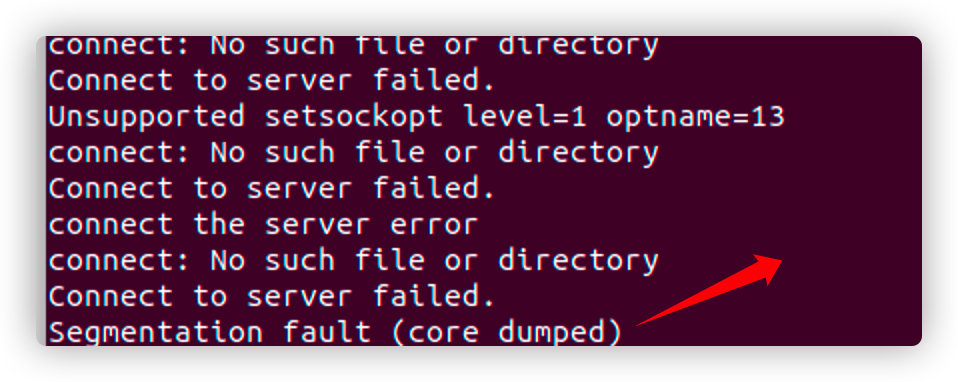 connect: No such file or directory
Connect to server failed.
Unsupported setsockopt level=1 optname=13
connect: No such file or directory
Connect to server failed.
connect the server error
connect: No such file or directory
Connect to server failed.
Segmentation fault (core dumped)